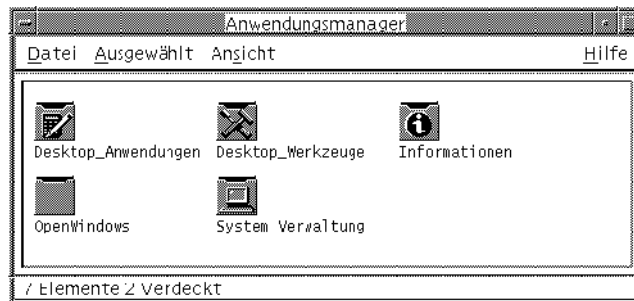 Anwendungsmanager
Datei Ausgewählt Ansicht Hilfe
Desktop_Anwendungen Desktop_Werkzeuge Informationen
OpenWindows System Verwaltung
7 Elemente 2 Verdeckt